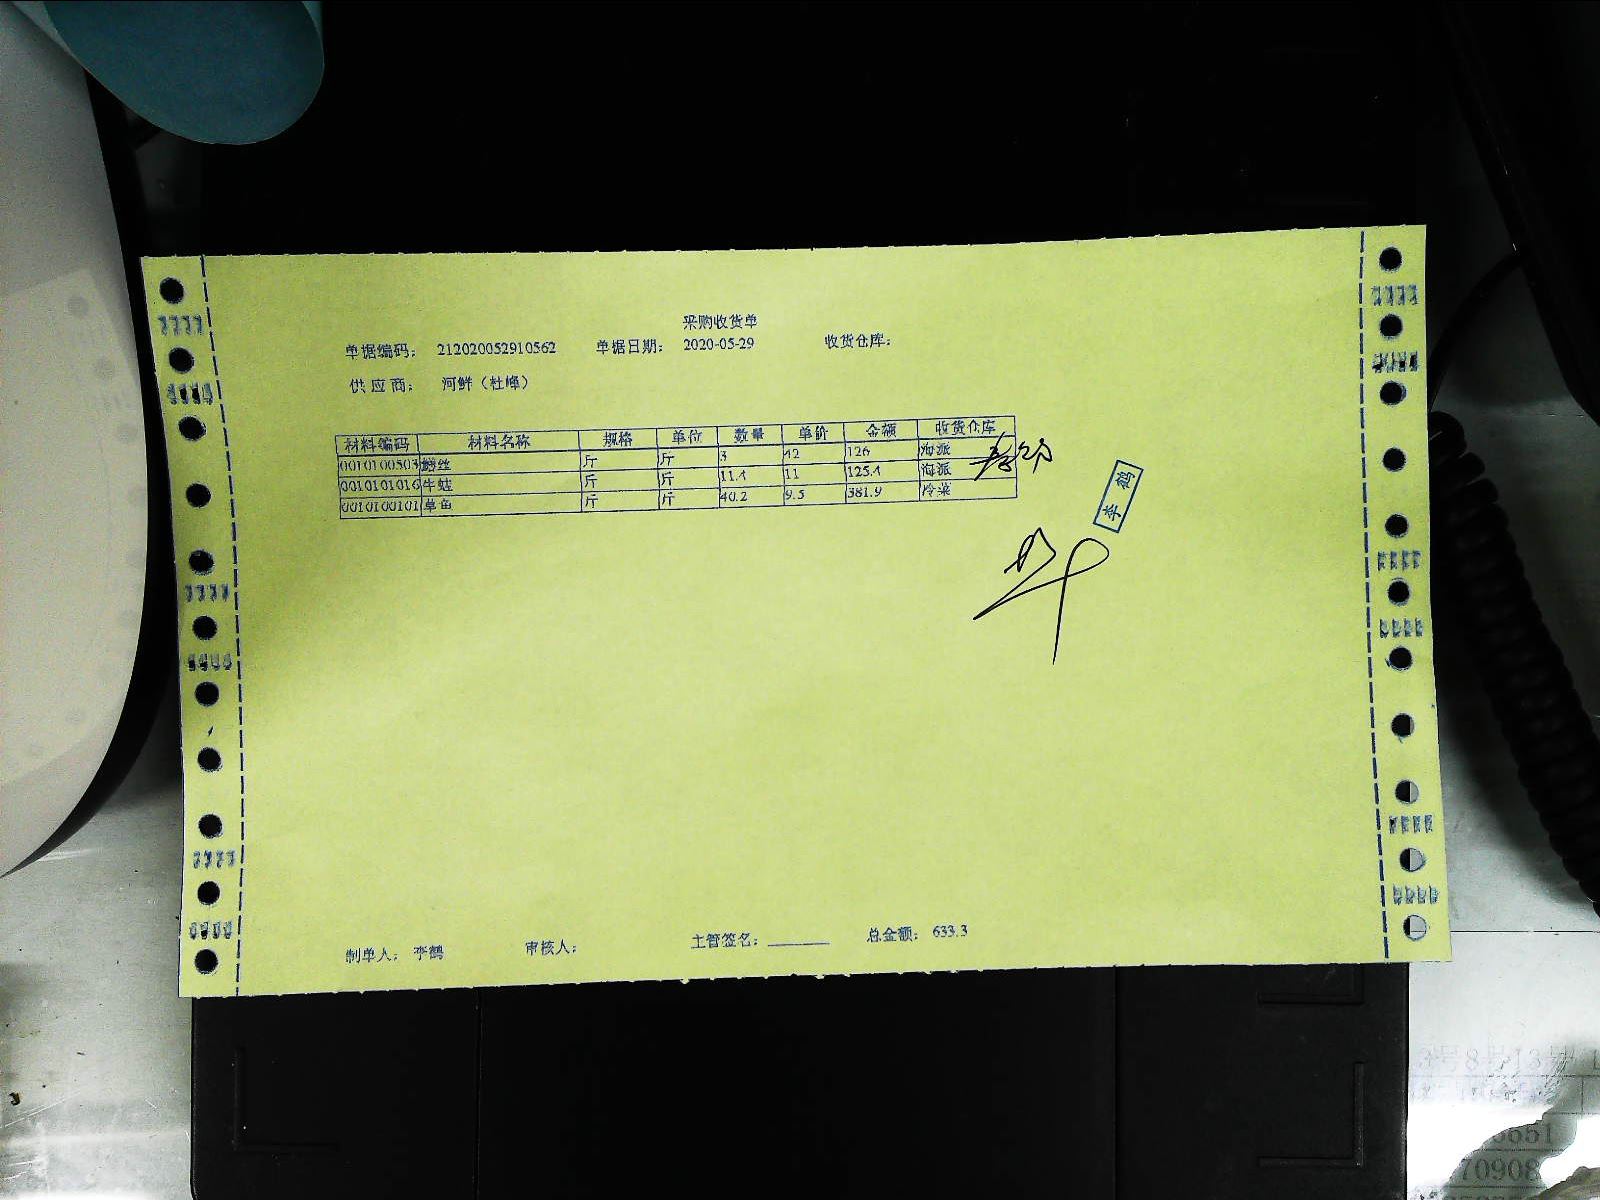 采购收货单
单据编码: 212020052910562 单据日期: 2020-05-29 收货仓库:
供应商: 河鲜（杜峰）
材料编码 材料名称 规格 单位 数量 单价 金额 收货仓库
0010100503 鳝丝 斤 斤 3 42 126 海派
0010101016 牛蛙 斤 斤 11.4 11 125.4 海派
0010100101 草鱼 斤 斤 40.2 9.5 381.9 冷菜
李鹤
制单人: 李鹤 审核人: 主管签名: ______ 总金额: 633.3